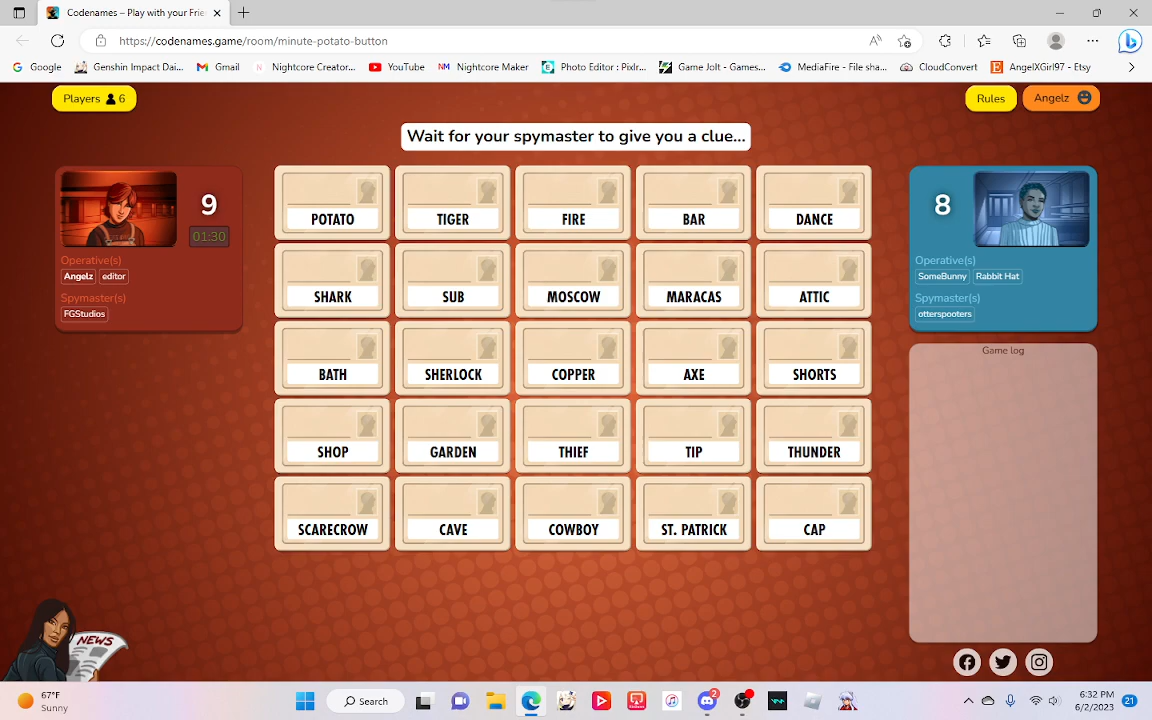 Codenames – Play with your Frie
https://codenames.game/room/minute-potato-button
Google
Genshin Impact Dai...
Gmail
Nightcore Creator...
YouTube
NM Nightcore Maker
Photo Editor : Pixlr...
Game Jolt - Games...
MediaFire - File sha...
CloudConvert
AngelXGirl97 - Etsy
Players 6
Rules
Angelz
Wait for your spymaster to give you a clue...
9
01:30
Operative(s)
Angelz editor
Spymaster(s)
FGStudios
POTATO TIGER FIRE BAR DANCE
SHARK SUB MOSCOW MARACAS ATTIC
BATH SHERLOCK COPPER AXE SHORTS
SHOP GARDEN THIEF TIP THUNDER
SCARECROW CAVE COWBOY ST. PATRICK CAP
8
Operative(s)
SomeBunny Rabbit Hat
Spymaster(s)
otterspooters
Game log
NEWS
67°F
Sunny
Search
2
6:32 PM
6/2/2023
21